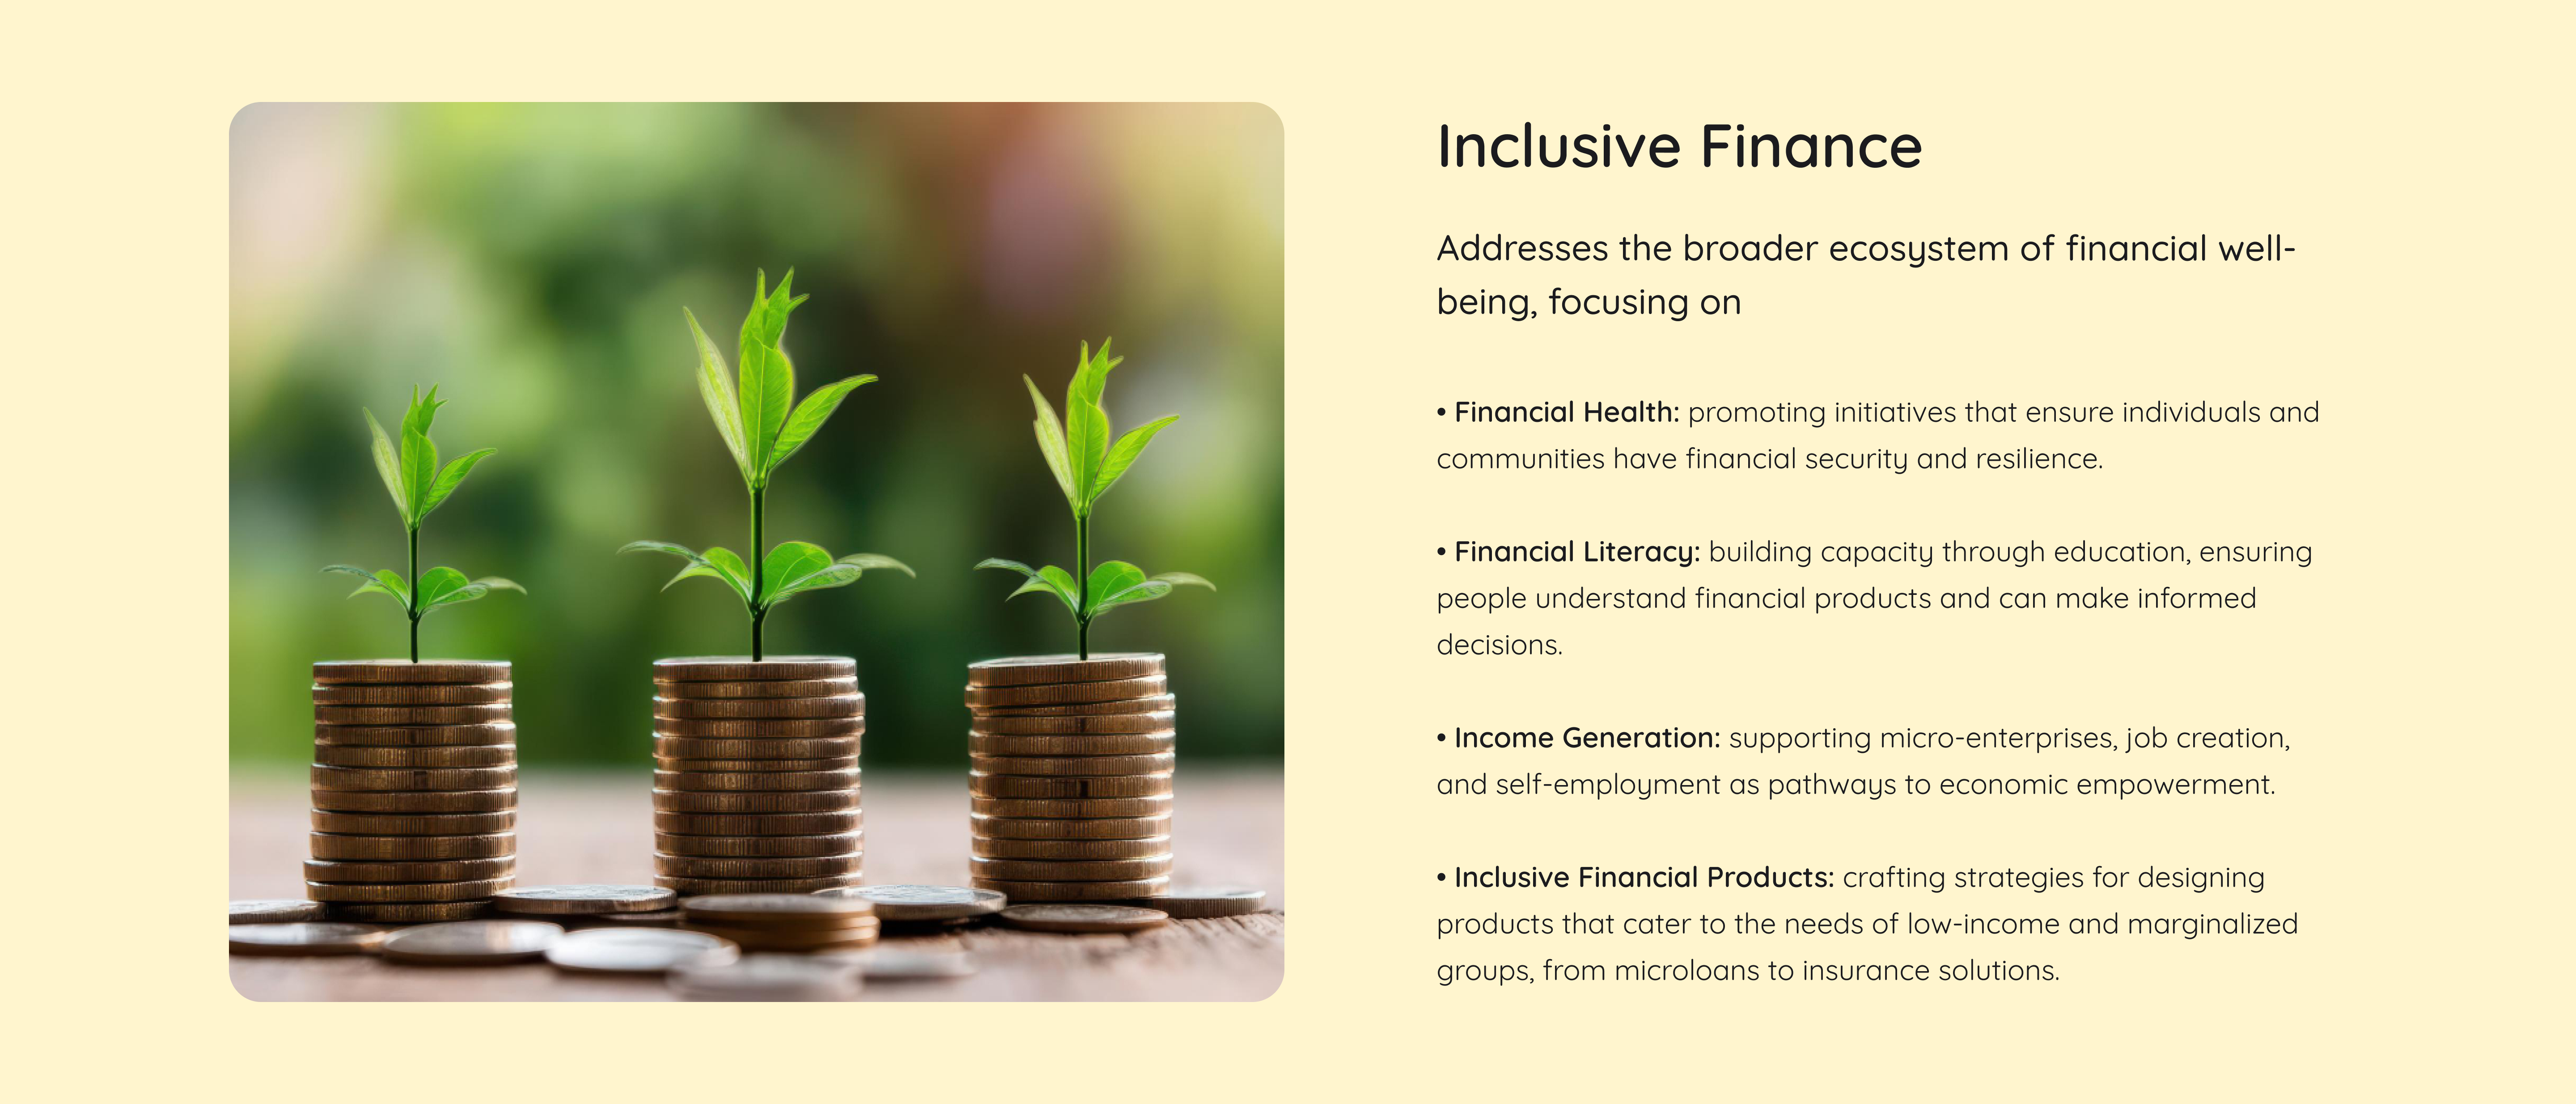 Inclusive Finance
Addresses the broader ecosystem of financial well-
being, focusing on
• Financial Health: promoting initiatives that ensure individuals and
communities have financial security and resilience.
• Financial Literacy: building capacity through education, ensuring
people understand financial products and can make informed
decisions.
• Income Generation: supporting micro-enterprises, job creation,
and self-employment as pathways to economic empowerment.
• Inclusive Financial Products: crafting strategies for designing
products that cater to the needs of low-income and marginalized
groups, from microloans to insurance solutions.